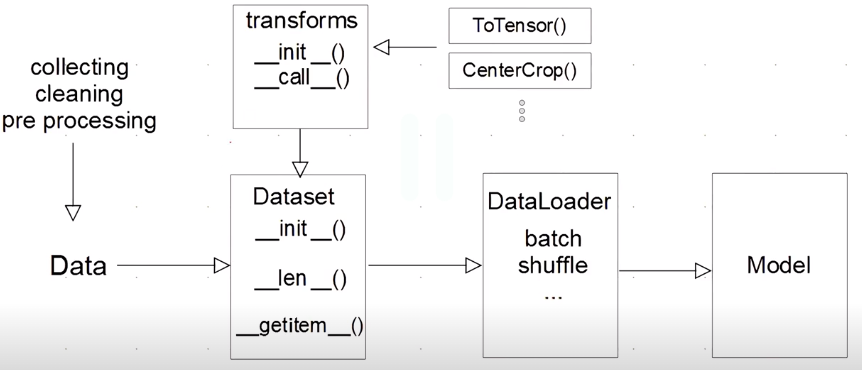 transforms
__init__()
__call__()
ToTensor()
CenterCrop()
collecting
cleaning
pre processing
Data
Dataset
__init__()
__len__()
__getitem__()
DataLoader
batch
shuffle
...
Model